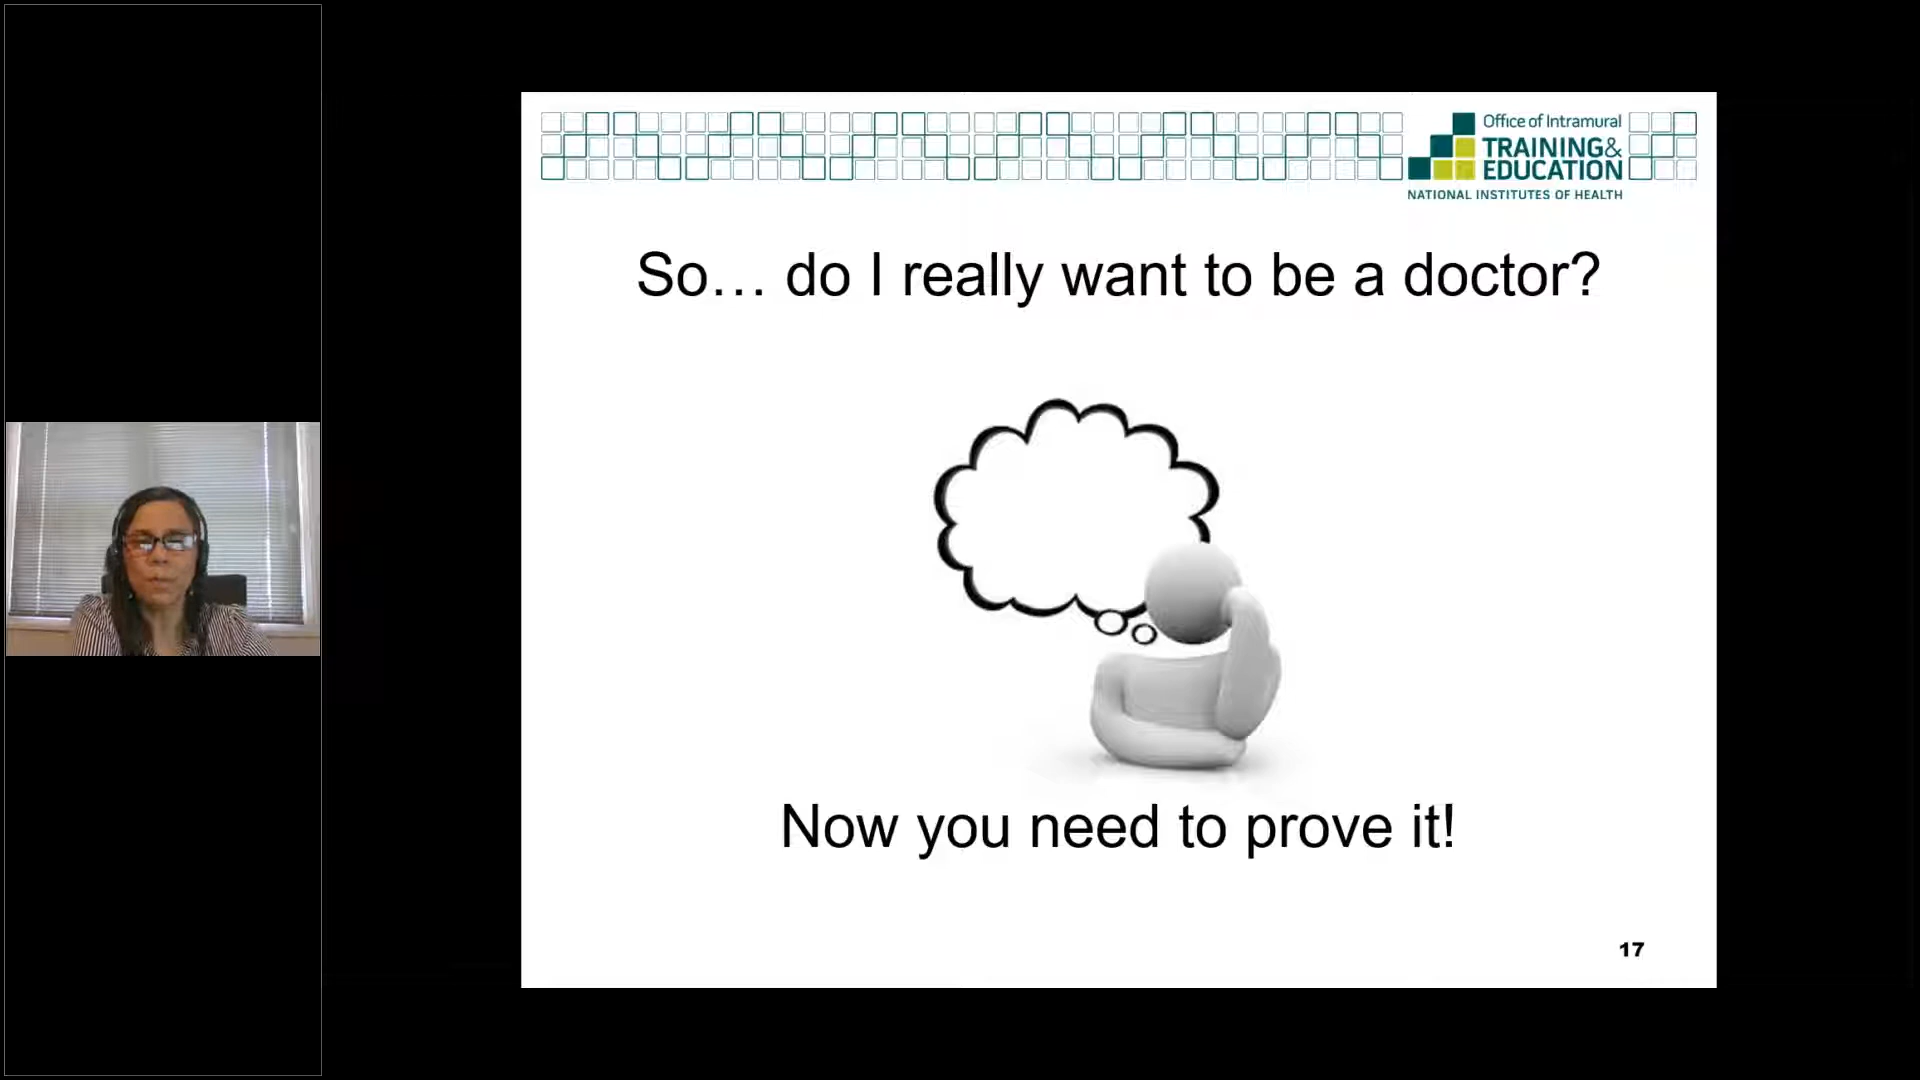 Office of Intramural
TRAINING&
EDUCATION
NATIONAL INSTITUTES OF HEALTH
So… do I really want to be a doctor?
Now you need to prove it!
17